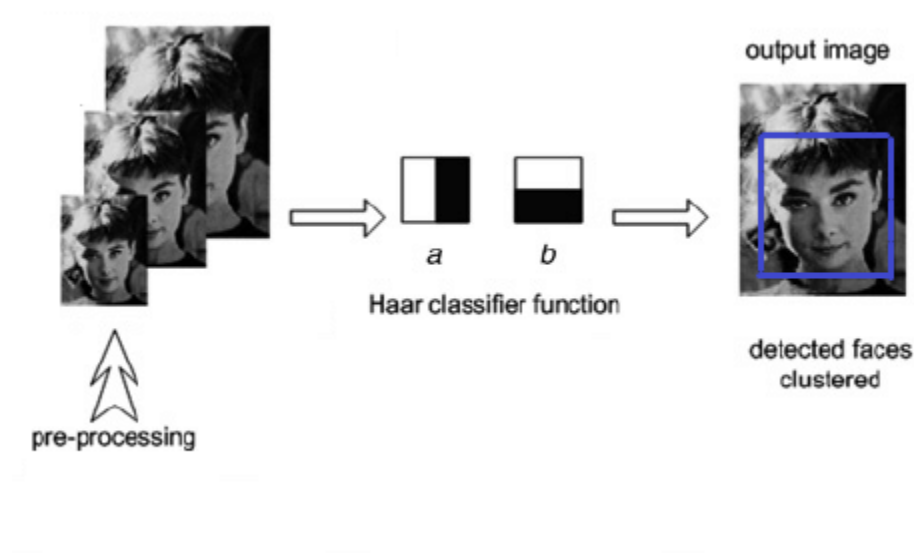 output image
a
b
Haar classifier function
detected faces
clustered
pre-processing